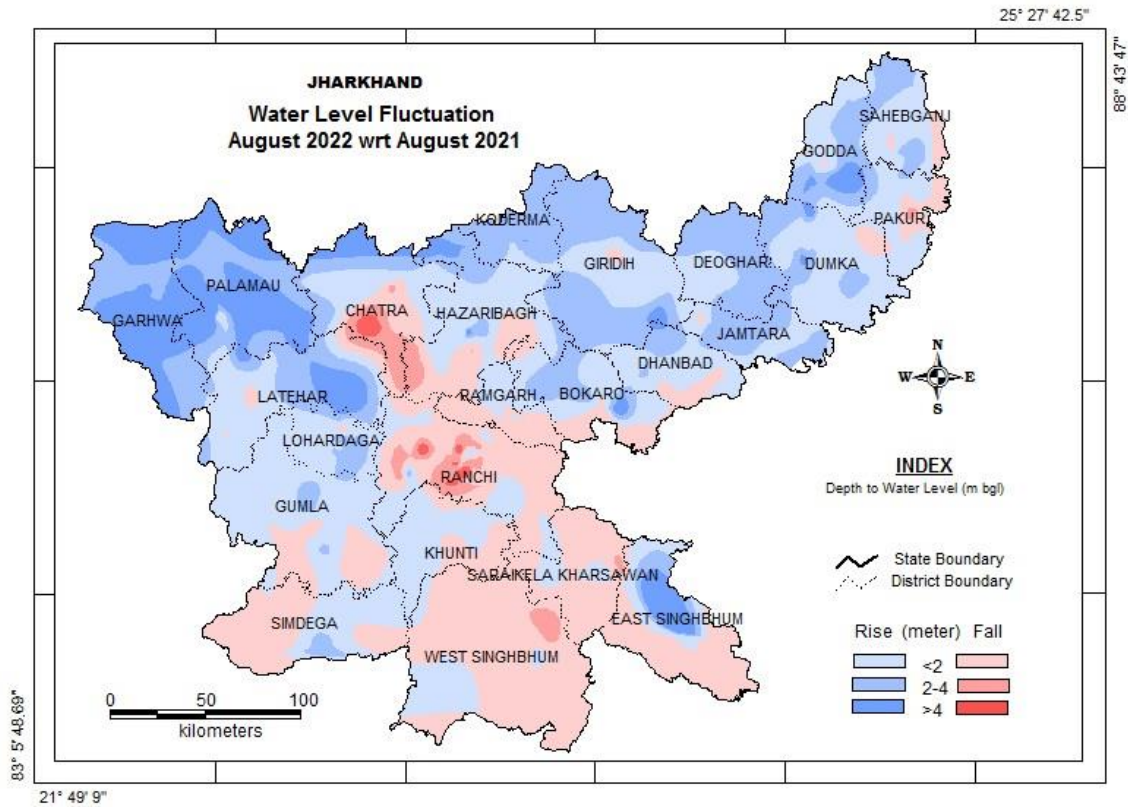 25° 27' 42.5"
88° 43' 47"
JHARKHAND
Water Level Fluctuation
August 2022 wrt August 2021
SAHEBGANJ
GODDA
PAKUR
KODERMA
GIRIDIH
DEOGHAR
DUMKA
PALAMAU
GARHWA
CHATRA
HAZARIBAGH
JAMTARA
DHANBAD
LATEHAR
RAMGARH
BOKARO
LOHARDAGA
RANCHI
GUMLA
KHUNTI
SARAIKELA KHARSAWAN
SIMDEGA
EAST SINGHBHUM
WEST SINGHBHUM
N
W
E
S
INDEX
Depth to Water Level (m bgl)
State Boundary
District Boundary
Rise (meter) Fall
<2
2-4
>4
0 50 100
kilometers
83° 5' 48.69"
21° 49' 9"